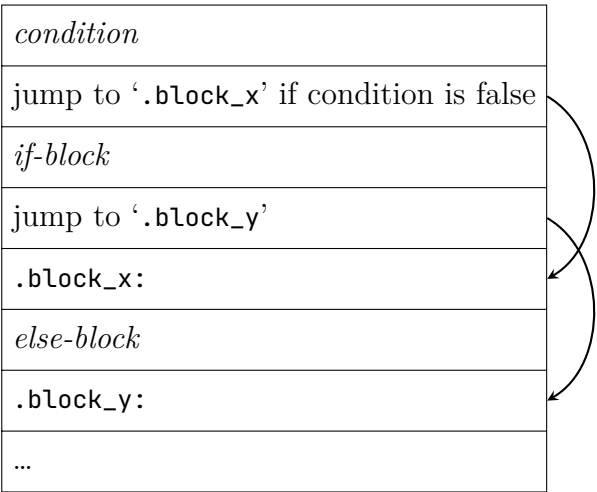 condition
jump to ‘.block_x’ if condition is false
if-block
jump to ‘.block_y’
.block_x:
else-block
.block_y:
…